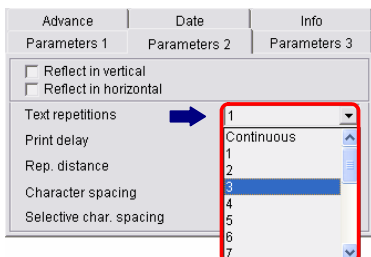 Advance Date Info
Parameters 1 Parameters 2 Parameters 3
Reflect in vertical
Reflect in horizontal
Text repetitions 1
Print delay Continuous
1
Rep. distance 2
3
Character spacing 4
Selective char. spacing 5
6
7